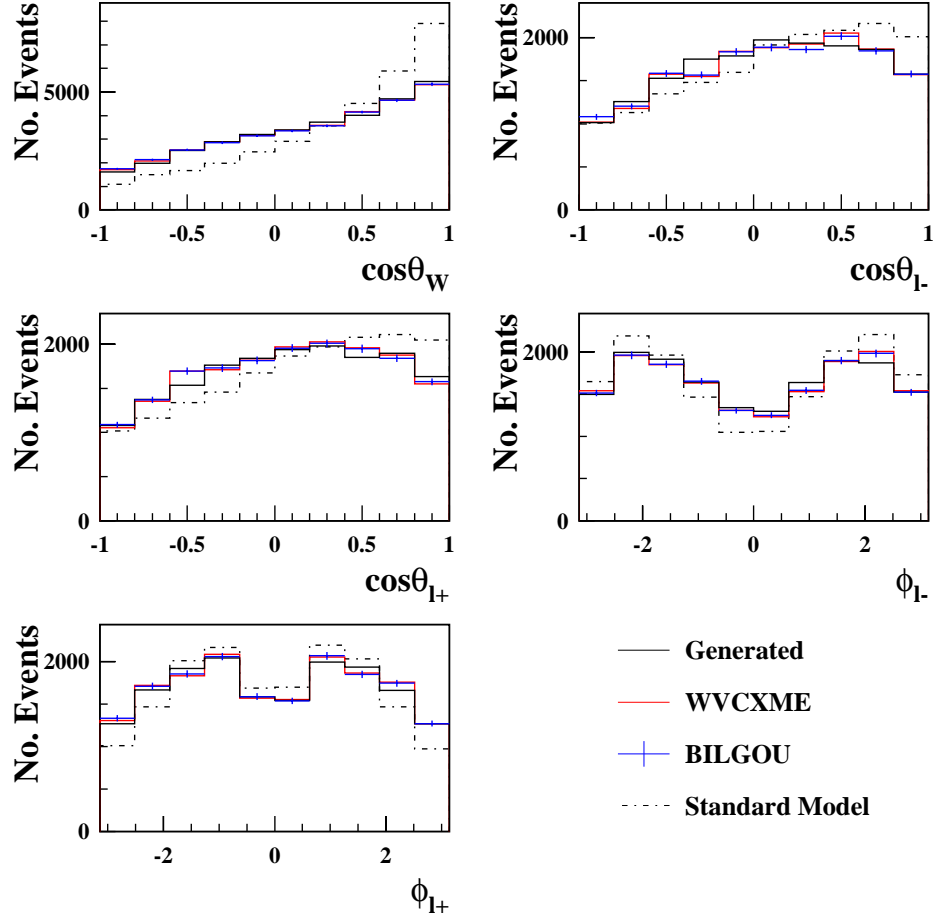 No. Events
5000
0
-1
-0.5
0
0.5
1
cosθW
No. Events
2000
0
-1
-0.5
0
0.5
1
cosθl-
No. Events
2000
0
-1
-0.5
0
0.5
1
cosθl+
No. Events
2000
0
-2
0
2
ϕl-
No. Events
2000
0
-2
0
2
ϕl+
Generated
WVCXME
BILGOU
Standard Model